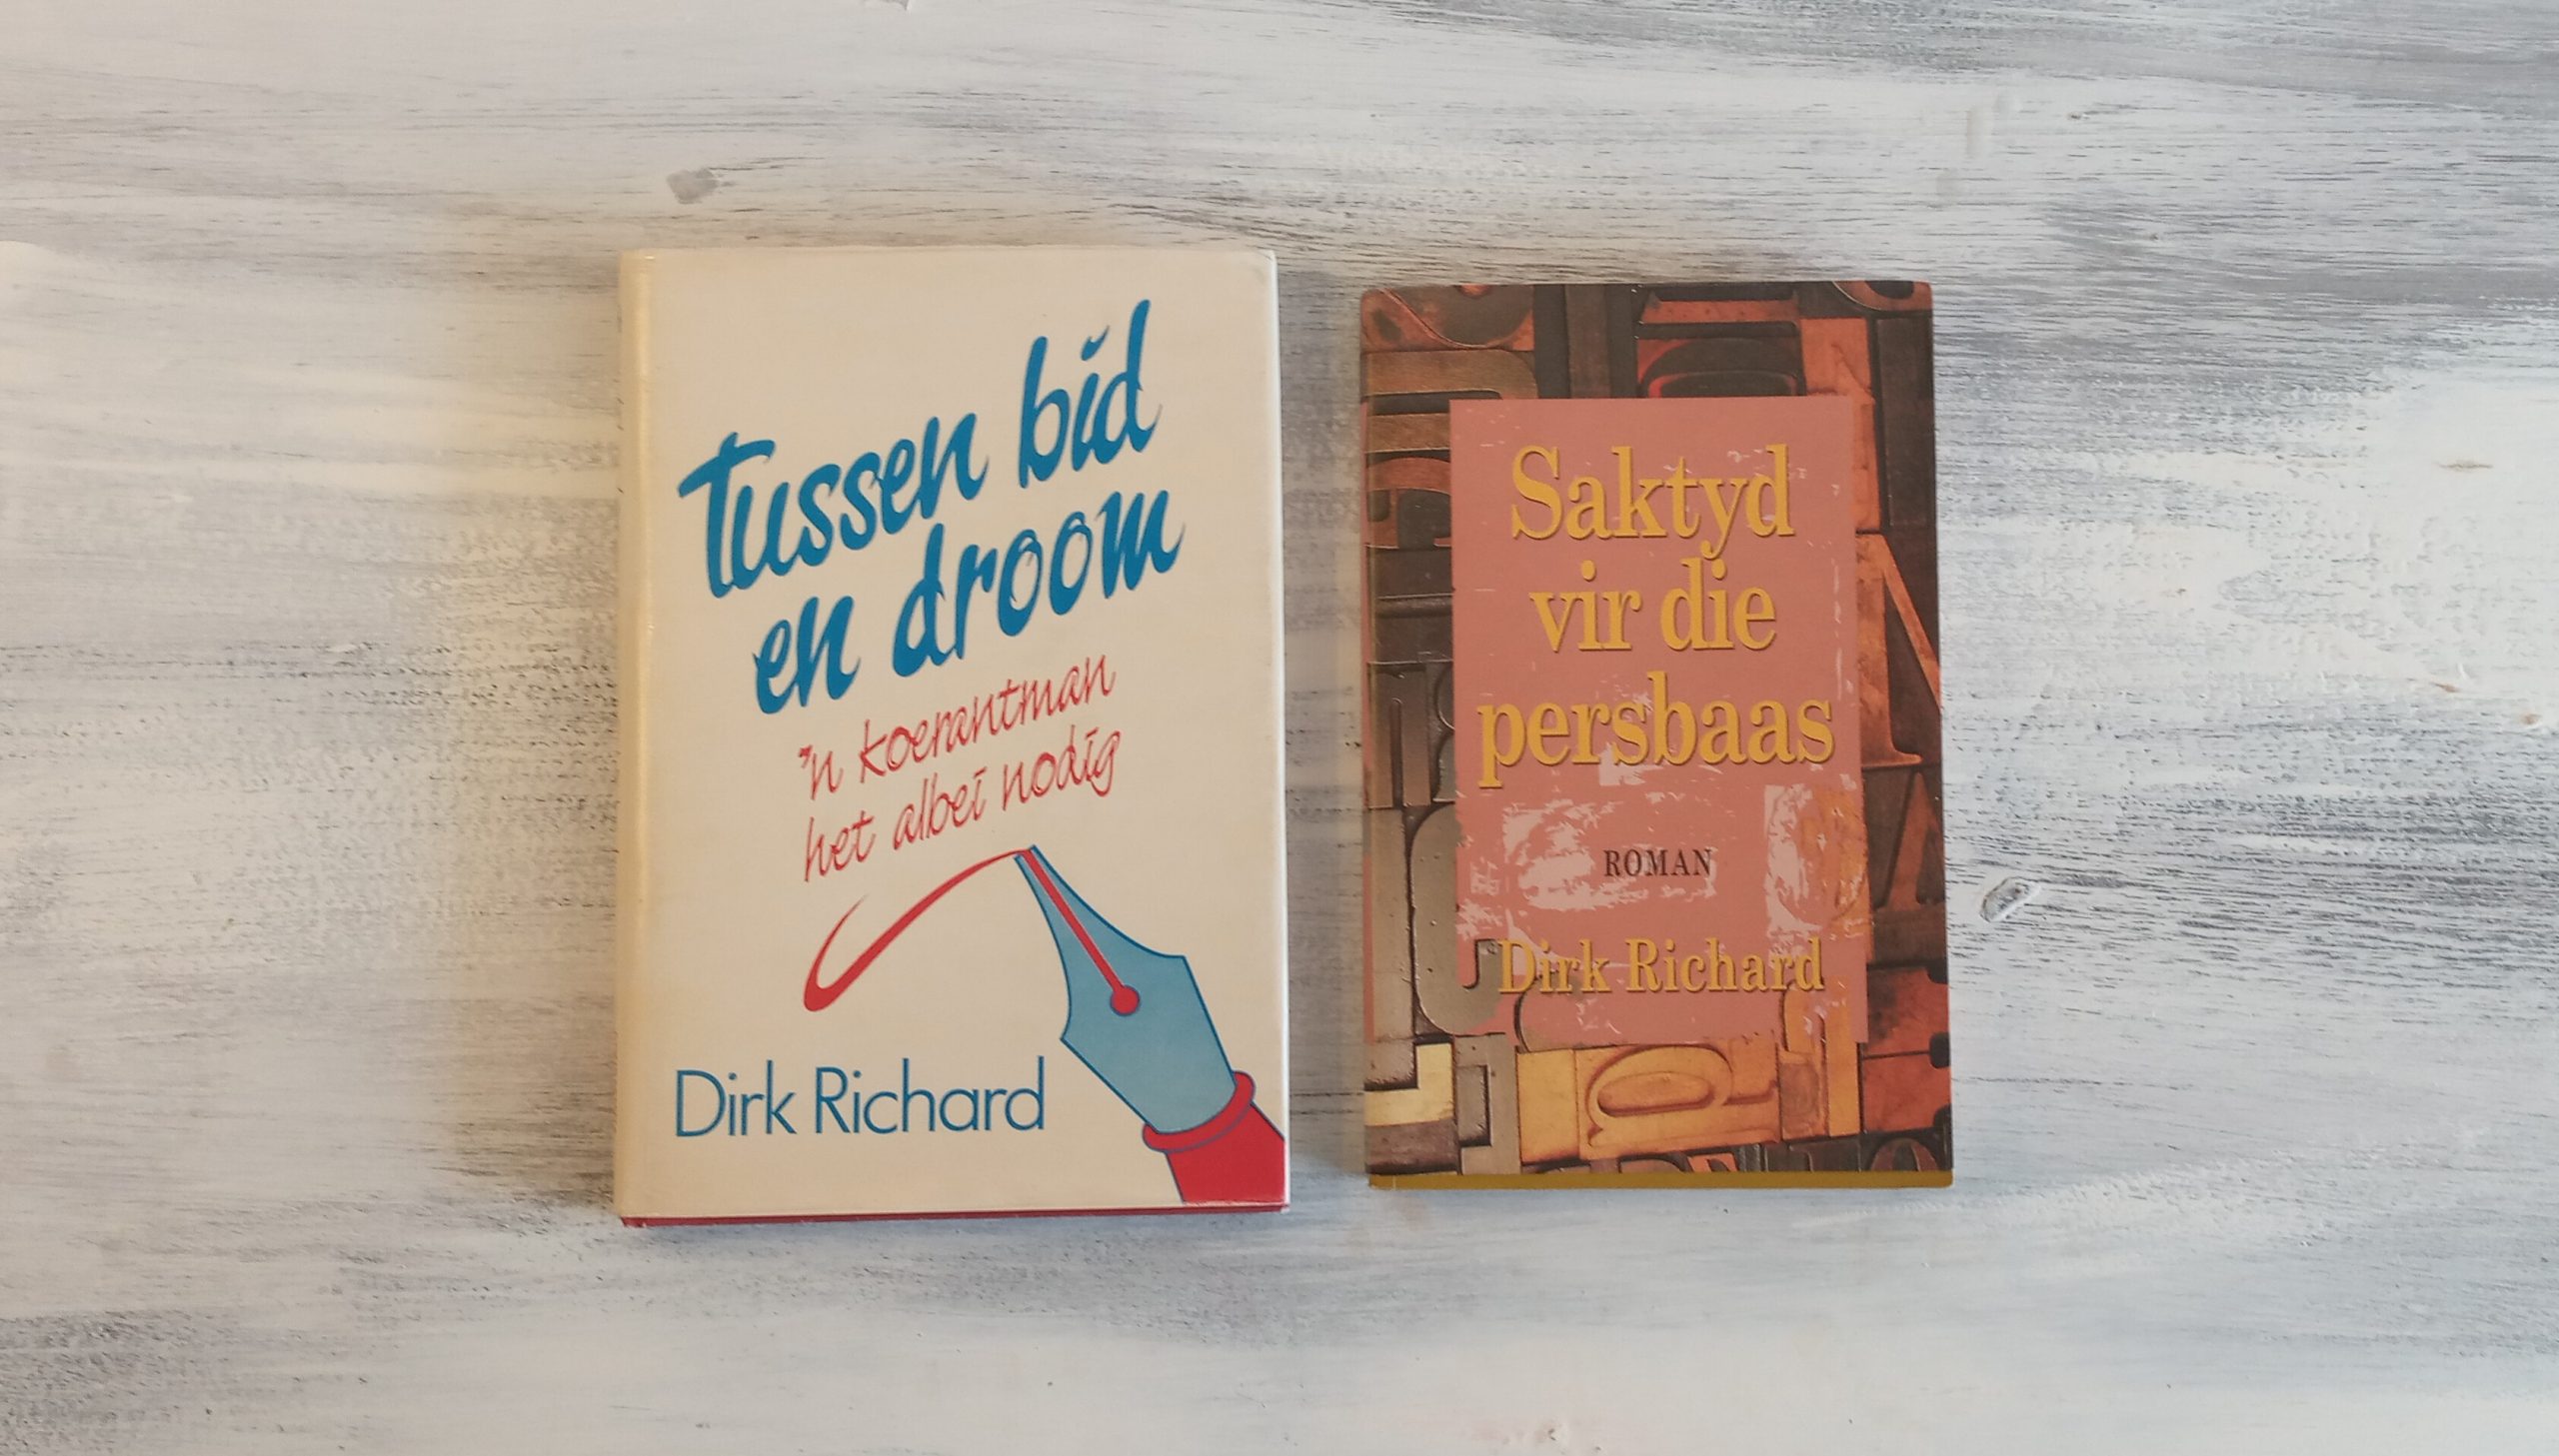 Tussen bid
en droom
'n koerantman
het albei nodig
Dirk Richard
Saktyd
vir die
persbaas
ROMAN
Dirk Richard